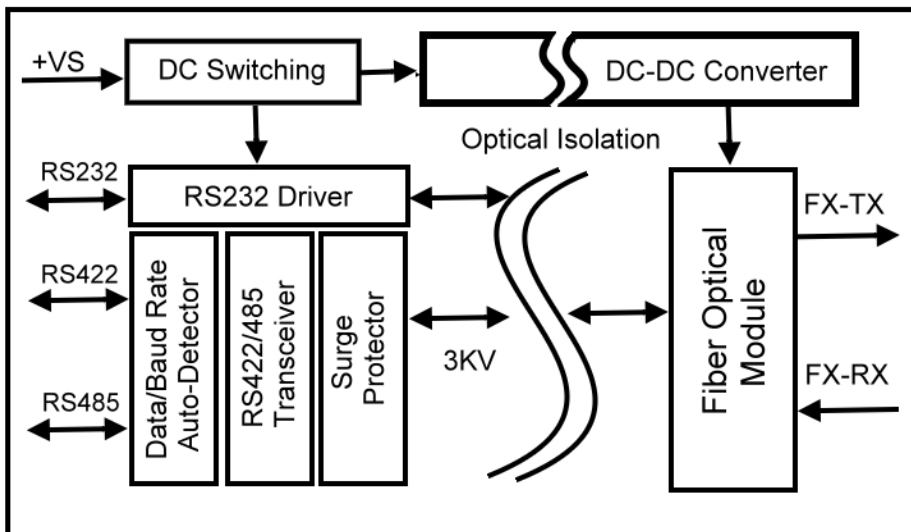 +VS
DC Switching
DC-DC Converter
Optical Isolation
RS232
RS232 Driver
FX-TX
RS422
RS485
Data/Baud Rate
Auto-Detector
RS422/485
Transceiver
Surge
Protector
3KV
Fiber Optical
Module
FX-RX